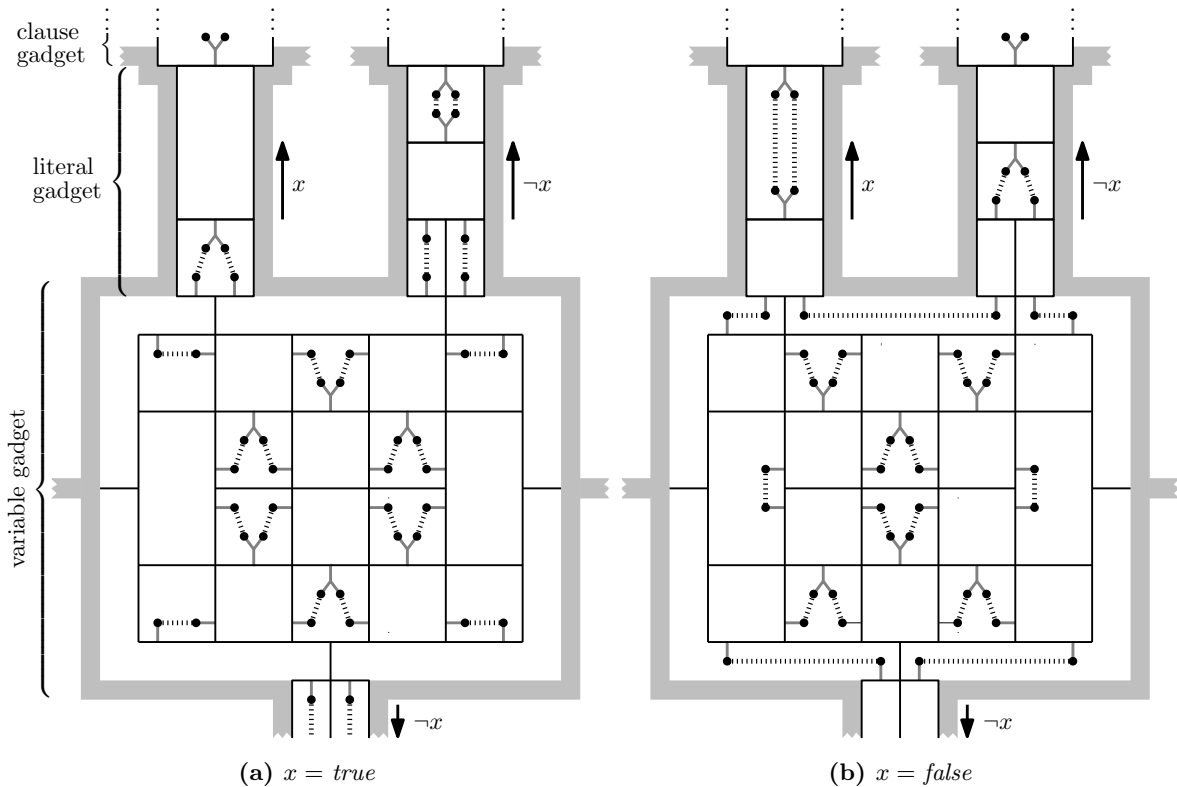 clause
gadget
literal
gadget
variable gadget
x
¬x
x
¬x
¬x
¬x
(a) x = true
(b) x = false